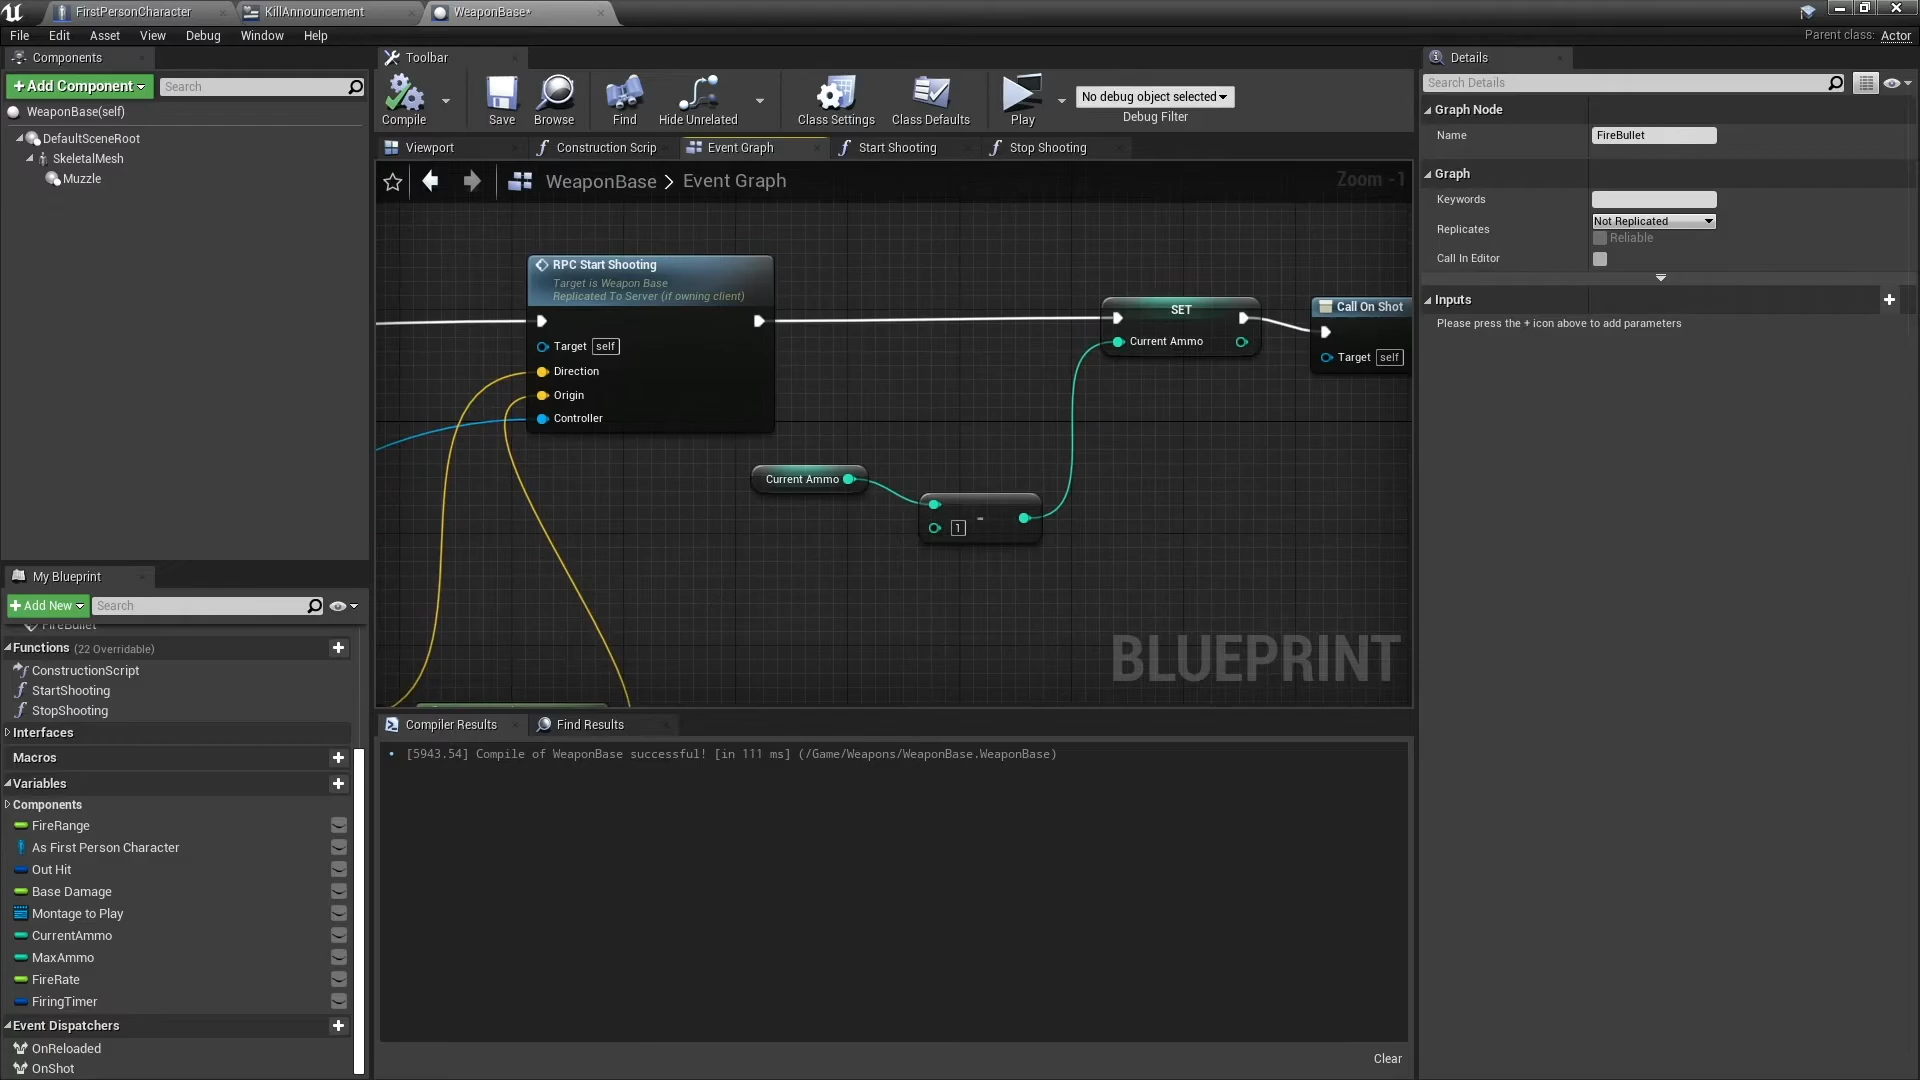 FirstPersonCharacter
KillAnnouncement
WeaponBase*
File Edit Asset View Debug Window Help
Parent class: Actor
Components
+ Add Component
Search
WeaponBase(self)
DefaultSceneRoot
SkeletalMesh
Muzzle
My Blueprint
+ Add New
Search
FireBullet
Functions (22 Overridable)
ConstructionScript
StartShooting
StopShooting
Interfaces
Macros
Variables
Components
FireRange
As First Person Character
Out Hit
Base Damage
Montage to Play
CurrentAmmo
MaxAmmo
FireRate
FiringTimer
Event Dispatchers
OnReloaded
OnShot
Toolbar
Compile
Save
Browse
Find
Hide Unrelated
Class Settings
Class Defaults
Play
No debug object selected
Debug Filter
Viewport
Construction Scrip
Event Graph
Start Shooting
Stop Shooting
WeaponBase > Event Graph
Zoom -1
RPC Start Shooting
Target is Weapon Base
Replicated To Server (if owning client)
Target self
Direction
Origin
Controller
Current Ammo
1 -
SET
Current Ammo
Call On Shot
Target self
BLUEPRINT
Compiler Results
Find Results
[5943.54] Compile of WeaponBase successful! [in 111 ms] (/Game/Weapons/WeaponBase.WeaponBase)
Clear
Details
Search Details
Graph Node
Name FireBullet
Graph
Keywords
Replicates Not Replicated
Reliable
Call In Editor
Inputs
Please press the + icon above to add parameters